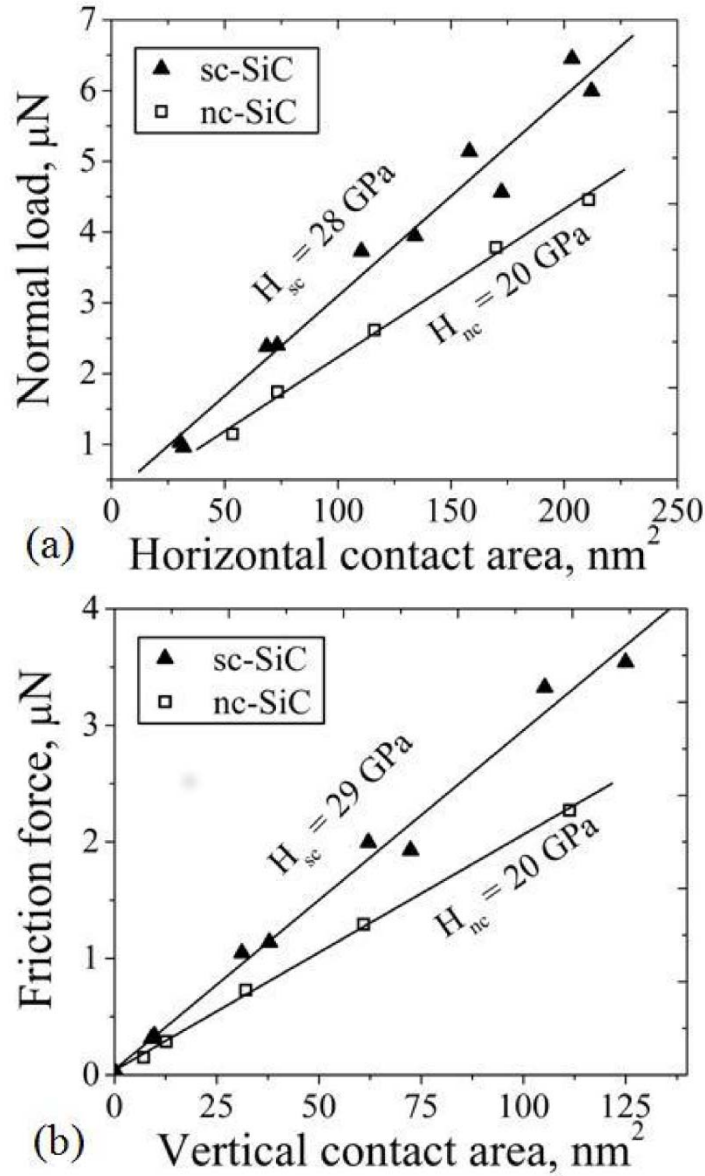 7
6
5
4
3
2
1
Normal load, μN
▲ sc-SiC
□ nc-SiC
H_sc = 28 GPa
H_nc = 20 GPa
0 50 100 150 200 250
(a) Horizontal contact area, nm²
4
3
2
1
0
Friction force, μN
▲ sc-SiC
□ nc-SiC
H_sc = 29 GPa
H_nc = 20 GPa
0 25 50 75 100 125
(b) Vertical contact area, nm²